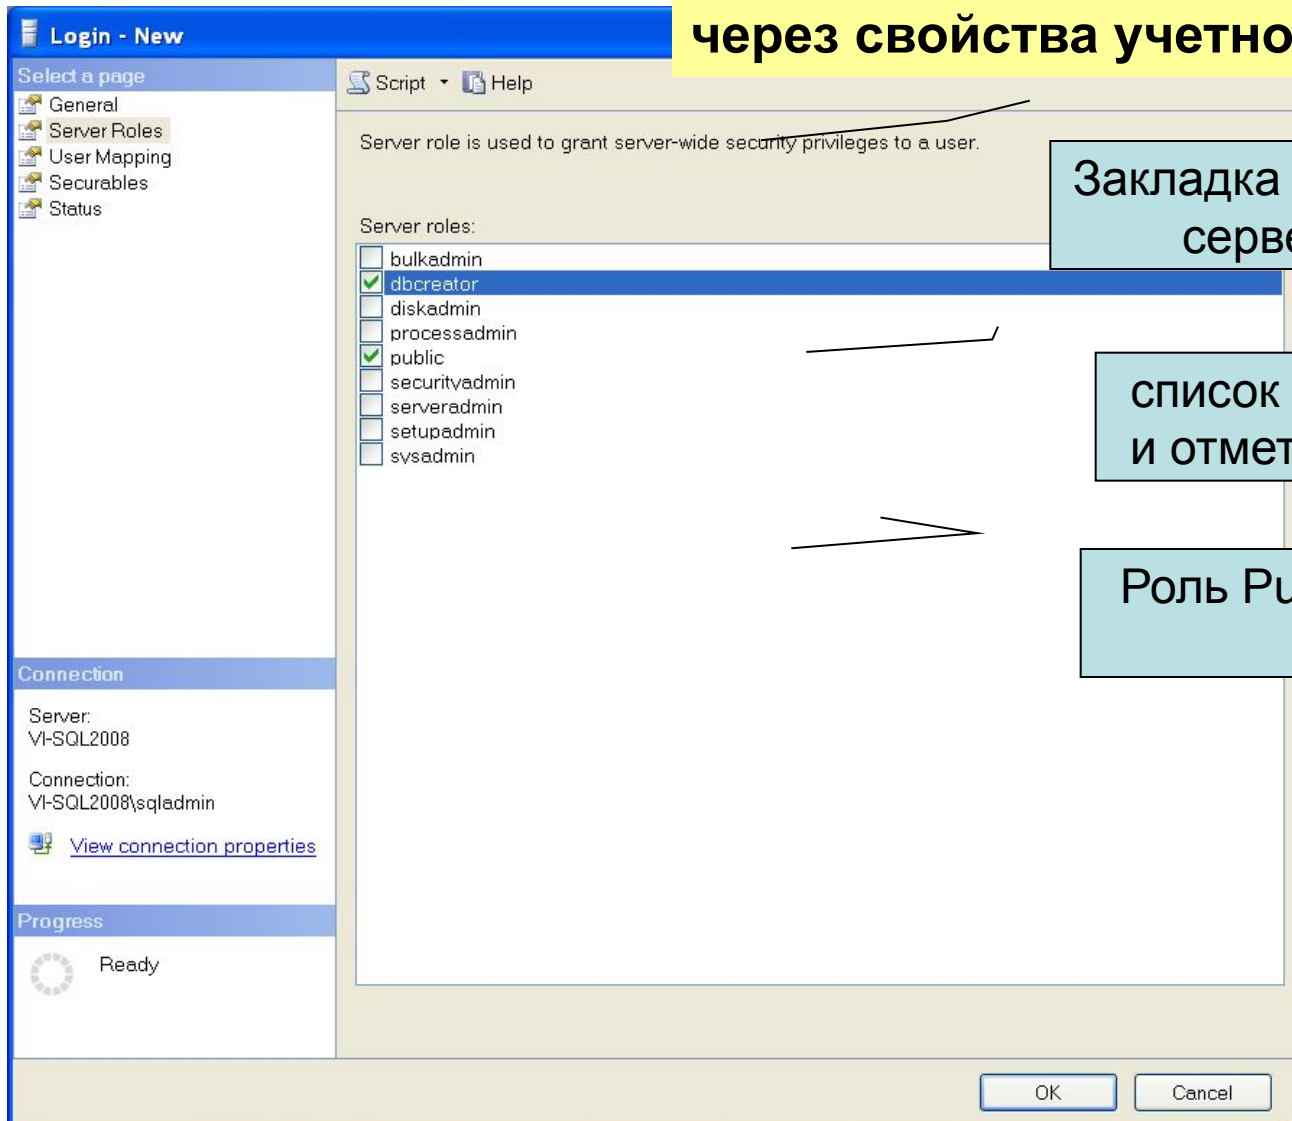 Login - New
через свойства учетно
Select a page
General
Server Roles
User Mapping
Securables
Status
Script
Help
Server role is used to grant server-wide security privileges to a user.
Закладка
серве
Server roles:
bulkadmin
dbcreator
diskadmin
processadmin
public
securityadmin
serveradmin
setupadmin
sysadmin
список
и отмет
Роль Pu
Connection
Server:
VI-SQL2008
Connection:
VI-SQL2008\sqladmin
View connection properties
Progress
Ready
OK
Cancel